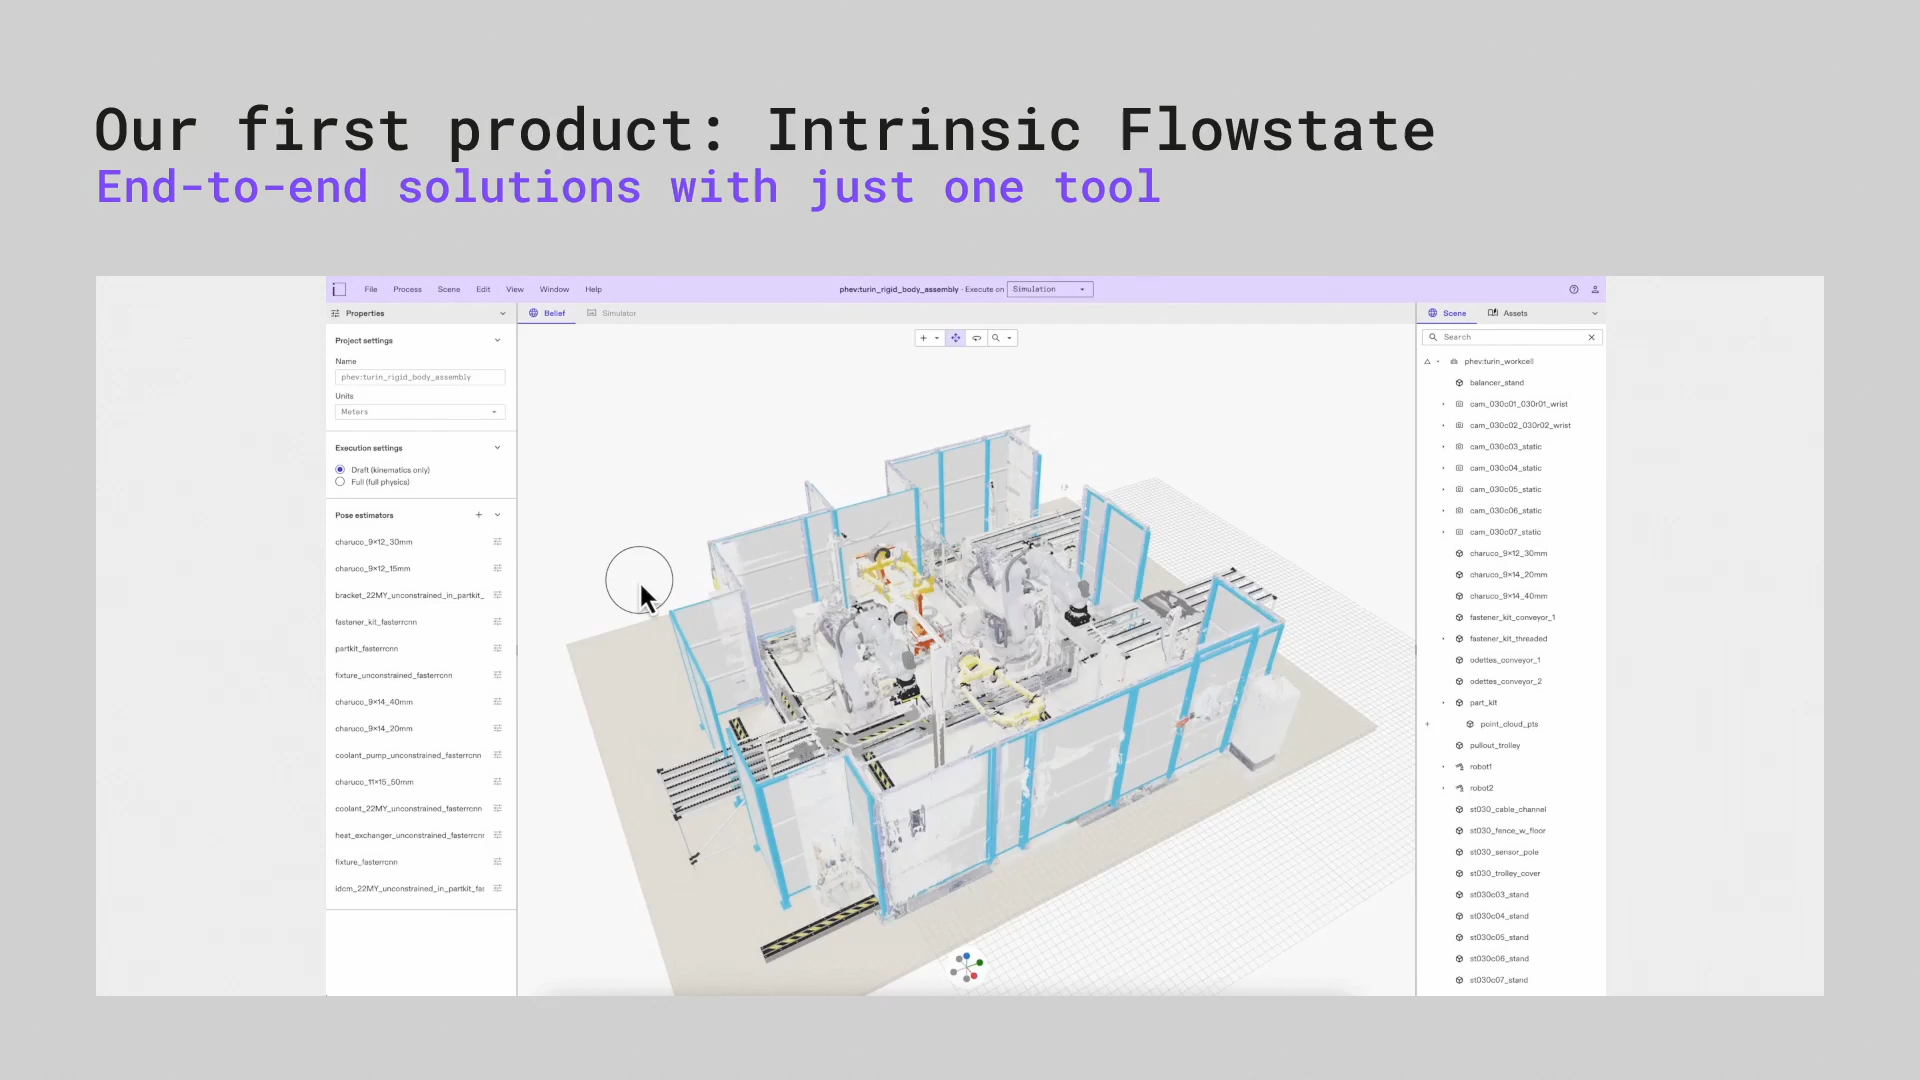 Our first product: Intrinsic Flowstate
End-to-end solutions with just one tool
File Process Scene Edit View Window Help
phev:turin_rigid_body_assembly - Execute on Simulation
Properties
Belief Simulator
Scene Assets
Project settings
Name
phev:turin_rigid_body_assembly
Units
Meters
Execution settings
Draft (kinematics only)
Full (full physics)
Pose estimators
charuco_9x12_30mm
charuco_9x12_15mm
bracket_22MY_unconstrained_in_partkit_
fastener_kit_fasterrcnn
partkit_fasterrcnn
fixture_unconstrained_fasterrcnn
charuco_9x14_40mm
charuco_9x14_20mm
coolant_pump_unconstrained_fasterrcnn
charuco_11x15_50mm
coolant_22MY_unconstrained_fasterrcnn
heat_exchanger_unconstrained_fasterrcnn
fixture_fasterrcnn
idcm_22MY_unconstrained_in_partkit_fas
Search
phev:turin_workcell
balancer_stand
cam_030c01_030r01_wrist
cam_030c02_030r02_wrist
cam_030c03_static
cam_030c04_static
cam_030c05_static
cam_030c06_static
cam_030c07_static
charuco_9x12_30mm
charuco_9x14_20mm
charuco_9x14_40mm
fastener_kit_conveyor_1
fastener_kit_threaded
odettes_conveyor_1
odettes_conveyor_2
part_kit
point_cloud_pts
pullout_trolley
robot1
robot2
st030_cable_channel
st030_fence_w_floor
st030_sensor_pole
st030_trolley_cover
st030c03_stand
st030c04_stand
st030c05_stand
st030c06_stand
st030c07_stand